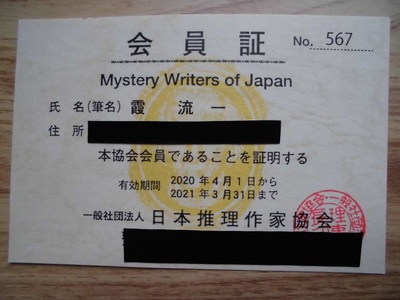 会員証 No. 567
Mystery Writers of Japan
氏名(筆名) 霞 流一
住所
本協会会員であることを証明する
有効期間 2020年4月1日から
2021年3月31日まで
一般社団法人 日本推理作家協会